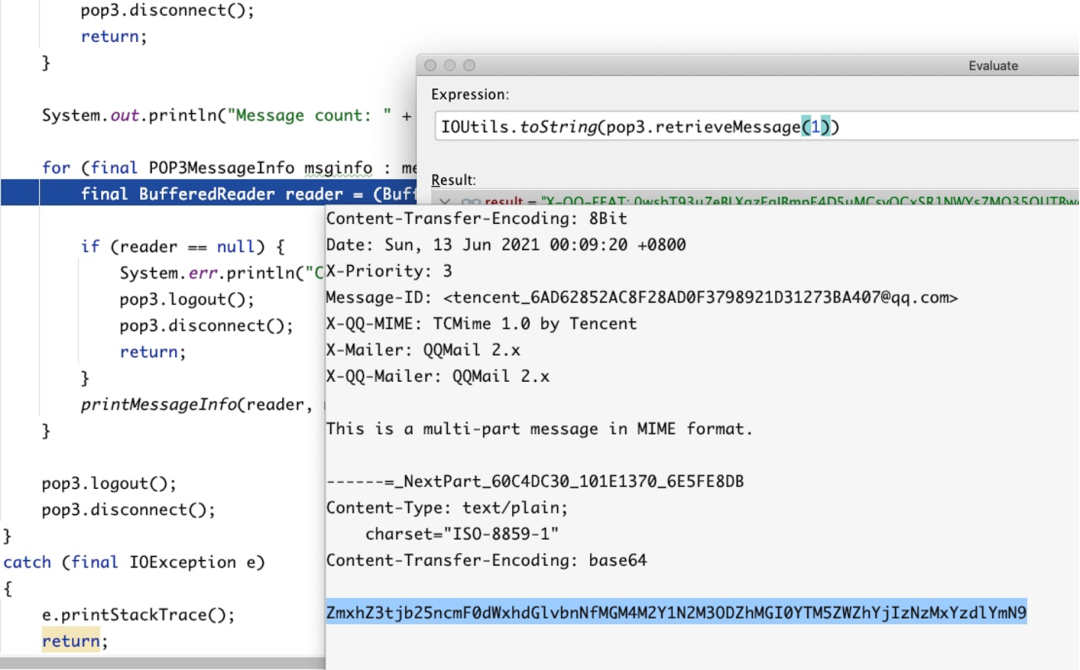 pop3.disconnect();
return;
}
System.out.println("Message count: " +
for (final POP3MessageInfo msginfo : me
final BufferedReader reader = (Buff
if (reader == null) {
System.err.println("C
pop3.logout();
pop3.disconnect();
return;
}
printMessageInfo(reader,
}
pop3.logout();
pop3.disconnect();
}
catch (final IOException e)
{
e.printStackTrace();
return;
Evaluate
Expression:
IOUtils.toString(pop3.retrieveMessage(1))
Result:
result =
Content-Transfer-Encoding: 8Bit
Date: Sun, 13 Jun 2021 00:09:20 +0800
X-Priority: 3
Message-ID: <tencent_6AD62852AC8F28AD0F3798921D31273BA407@qq.com>
X-QQ-MIME: TCMime 1.0 by Tencent
X-Mailer: QQMail 2.x
X-QQ-Mailer: QQMail 2.x
This is a multi-part message in MIME format.
------=_NextPart_60C4DC30_101E1370_6E5FE8DB
Content-Type: text/plain;
charset="ISO-8859-1"
Content-Transfer-Encoding: base64
ZmxhZ3tjb25ncmF0dWxhdGlvbnNfMGM4M2Y1N2M3ODZhMGI0YTM5ZWZhYjIzNzMxYzdlYmN9